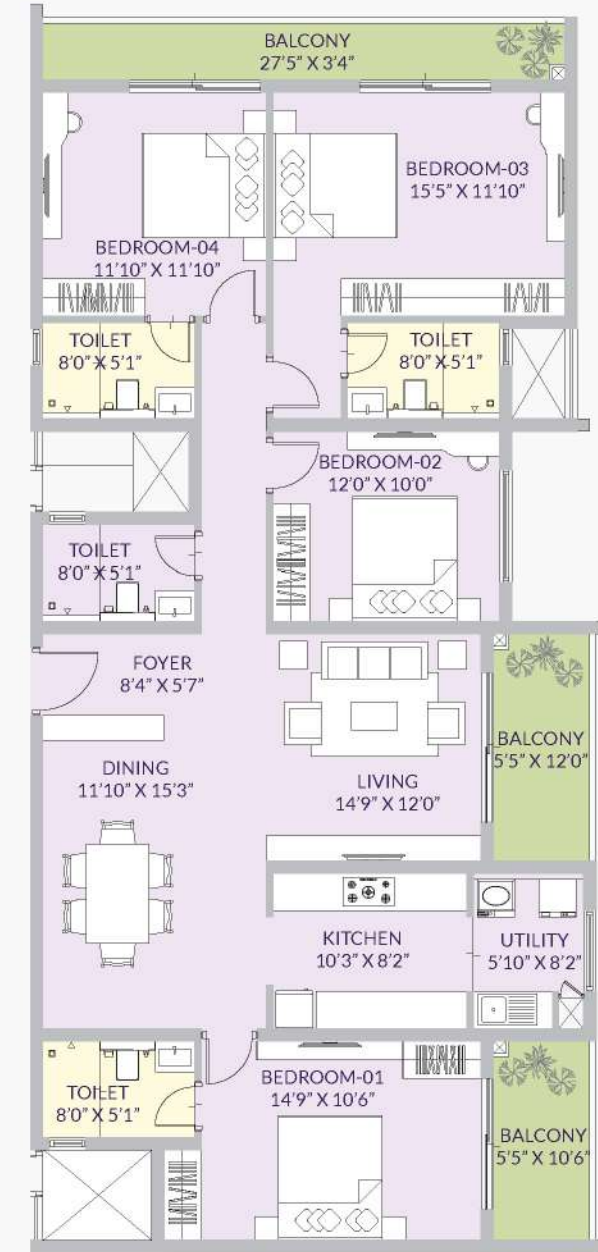 BALCONY
27'5" X 3'4"
BEDROOM-03
15'5" X 11'10"
BEDROOM-04
11'10" X 11'10"
TOILET
8'0" X 5'1"
TOILET
8'0" X 5'1"
BEDROOM-02
12'0" X 10'0"
TOILET
8'0" X 5'1"
FOYER
8'4" X 5'7"
BALCONY
5'5" X 12'0"
DINING
11'10" X 15'3"
LIVING
14'9" X 12'0"
KITCHEN
10'3" X 8'2"
UTILITY
5'10" X 8'2"
BEDROOM-01
14'9" X 10'6"
TOILET
8'0" X 5'1"
BALCONY
5'5" X 10'6"